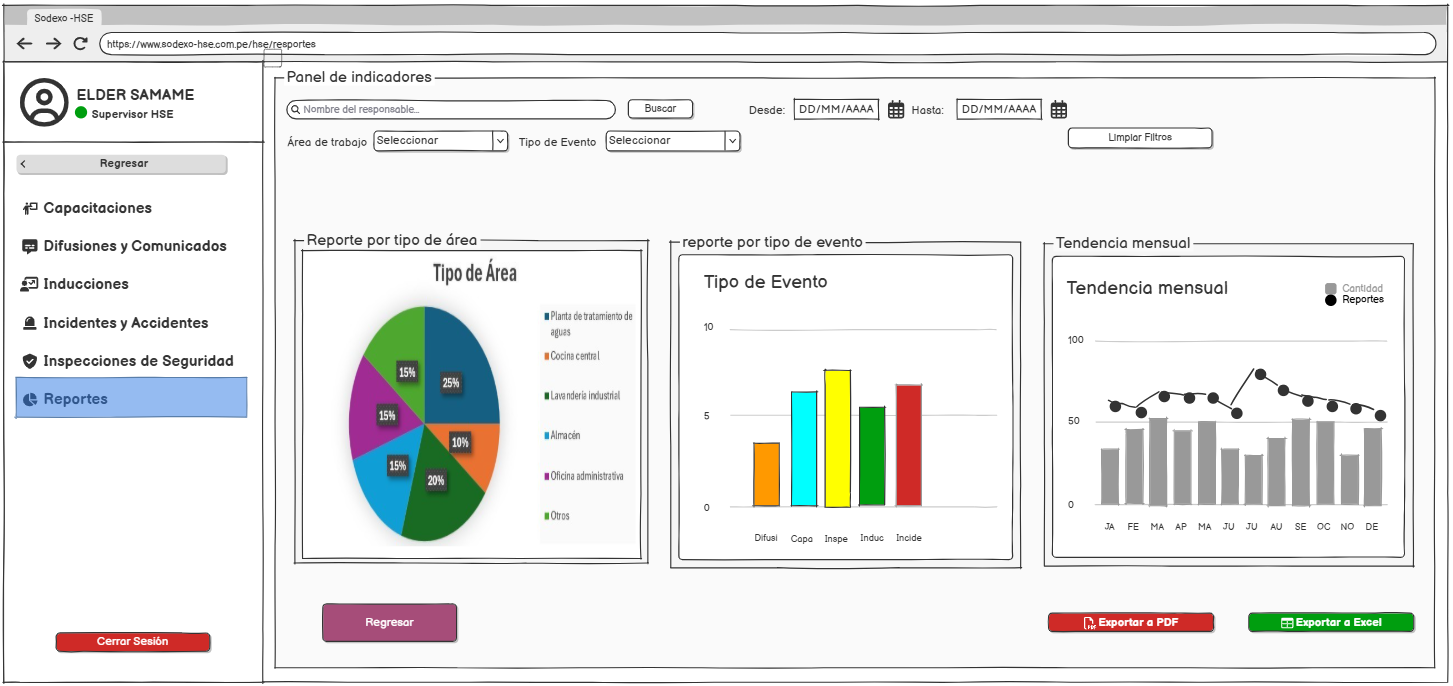 Sodexo -HSE
https://www.sodexo-hse.com.pe/hse/resportes
ELDER SAMAME
Supervisor HSE
Regresar
Capacitaciones
Difusiones y Comunicados
Inducciones
Incidentes y Accidentes
Inspecciones de Seguridad
Reportes
Cerrar Sesión
Panel de indicadores
Nombre del responsable...
Buscar
Desde:
DD/MM/AAAA
Hasta:
DD/MM/AAAA
Área de trabajo
Seleccionar
Tipo de Evento
Seleccionar
Limpiar Filtros
Reporte por tipo de área
Tipo de Área
15%
25%
15%
10%
15%
20%
Planta de tratamiento de
aguas
Cocina central
Lavandería industrial
Almacén
Oficina administrativa
Otros
reporte por tipo de evento
Tipo de Evento
10
5
0
Difusi
Capa
Inspe
Induc
Incide
Tendencia mensual
Tendencia mensual
Cantidad
Reportes
100
50
0
JA FE MA AP MA JU JU AU SE OC NO DE
Regresar
PDF
Exportar a PDF
Exportar a Excel